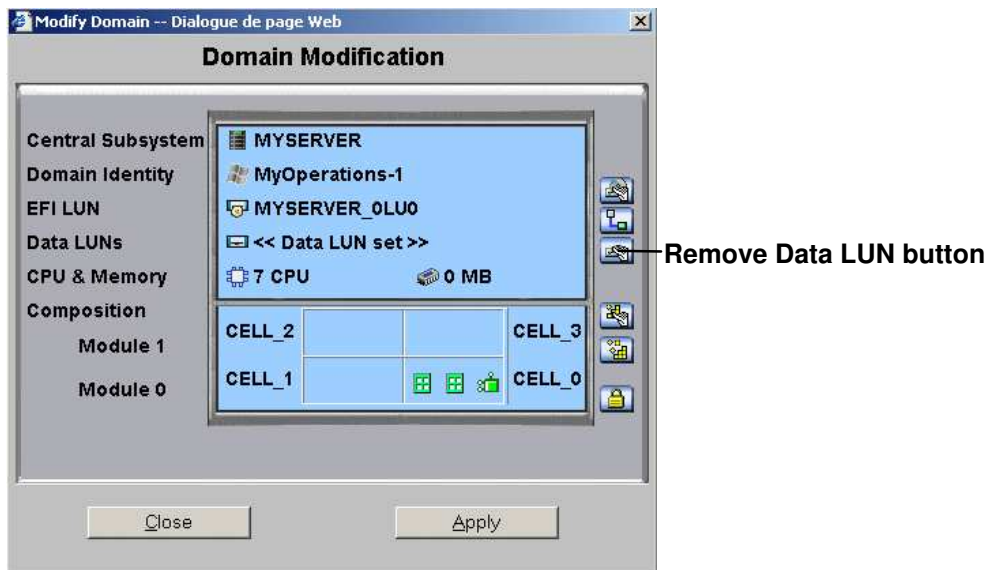 Modify Domain -- Dialogue de page Web
Domain Modification
Central Subsystem MYSERVER
Domain Identity MyOperations-1
EFI LUN MYSERVER_0LU0
Data LUNs << Data LUN set >>
Remove Data LUN button
CPU & Memory 7 CPU 0 MB
Composition
Module 1 CELL_2 CELL_3
Module 0 CELL_1 CELL_0
Close Apply